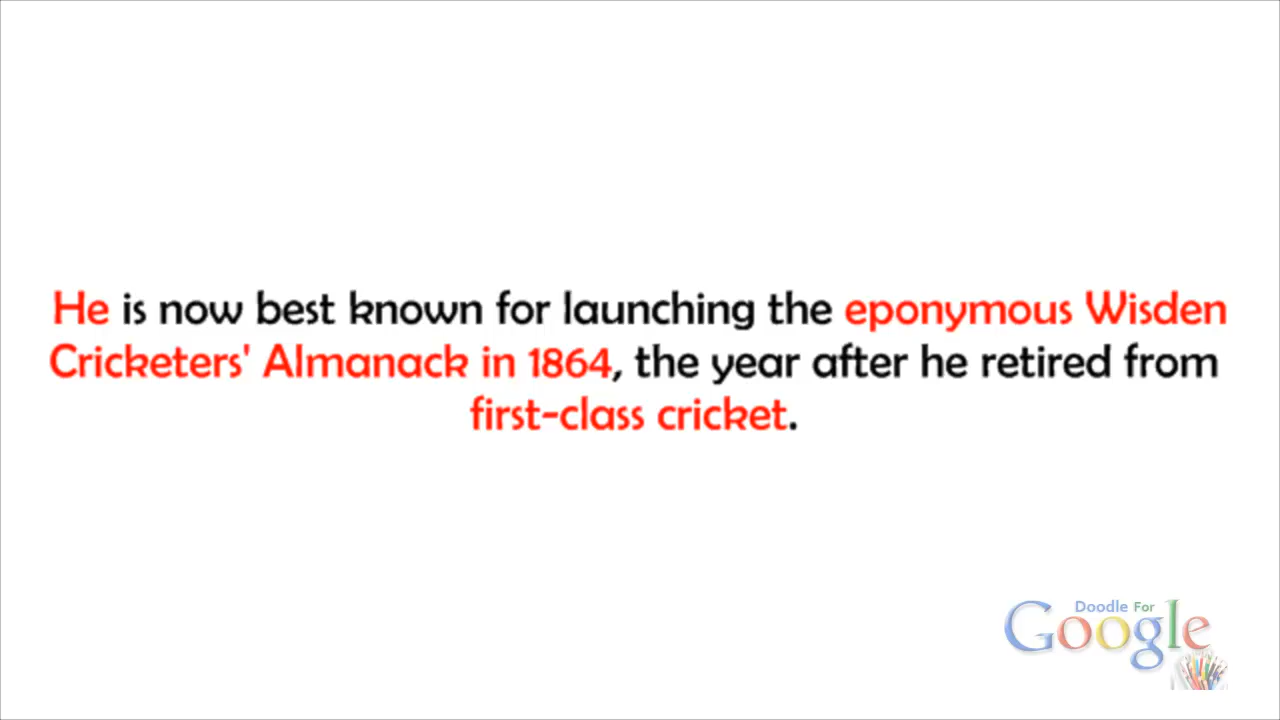 He is now best known for launching the eponymous Wisden
Cricketers' Almanack in 1864, the year after he retired from
first-class cricket.
Doodle For
Google